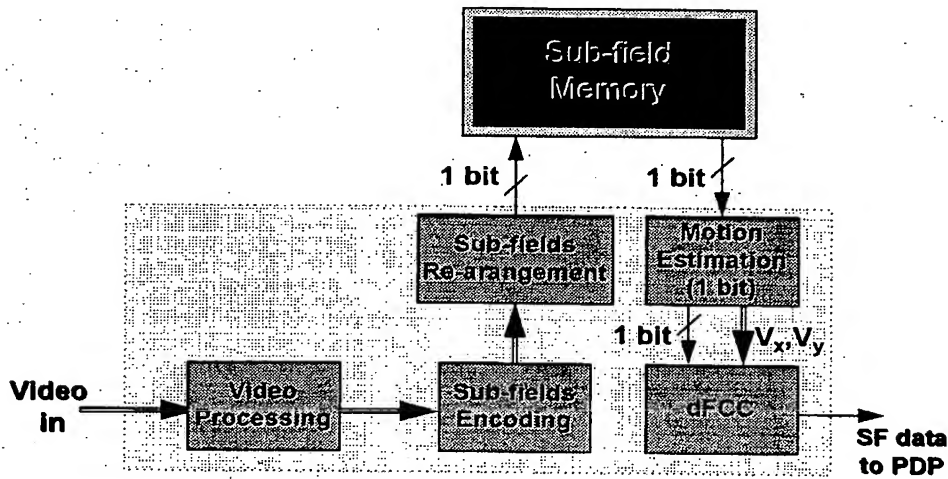 Sub-field
Memory
1 bit
1 bit
Sub-fields
Re-arangement
Motion
Estimation
(1 bit)
1 bit
Vx,Vy
Video
in
Video
Processing
Sub-fields
Encoding
dFCC
SF data
to PDP